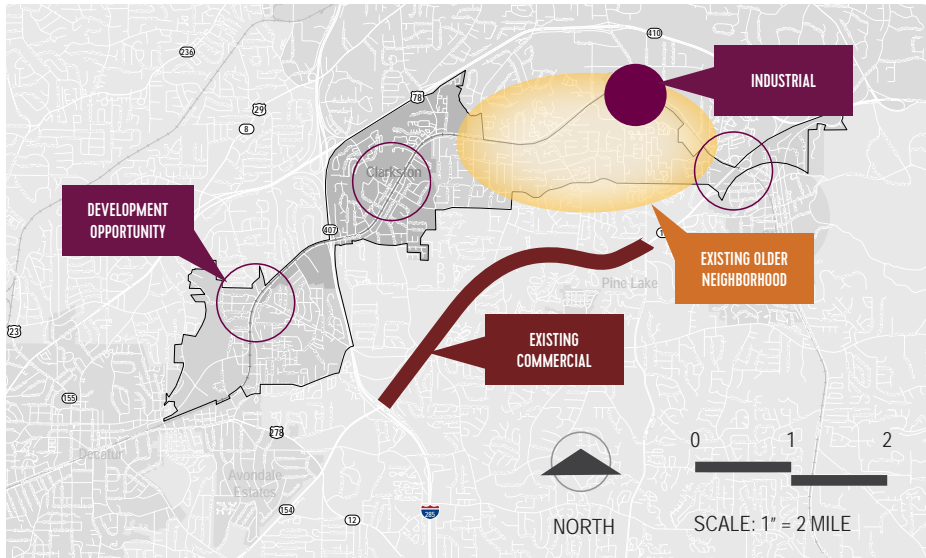 236
410
INDUSTRIAL
29
78
8
Clarkston
DEVELOPMENT
OPPORTUNITY
407
EXISTING OLDER
NEIGHBORHOOD
Pine Lake
23
EXISTING
COMMERCIAL
155
278
Decatur
Avondale
Estates
154
12
285
0 1 2
NORTH
SCALE: 1" = 2 MILE